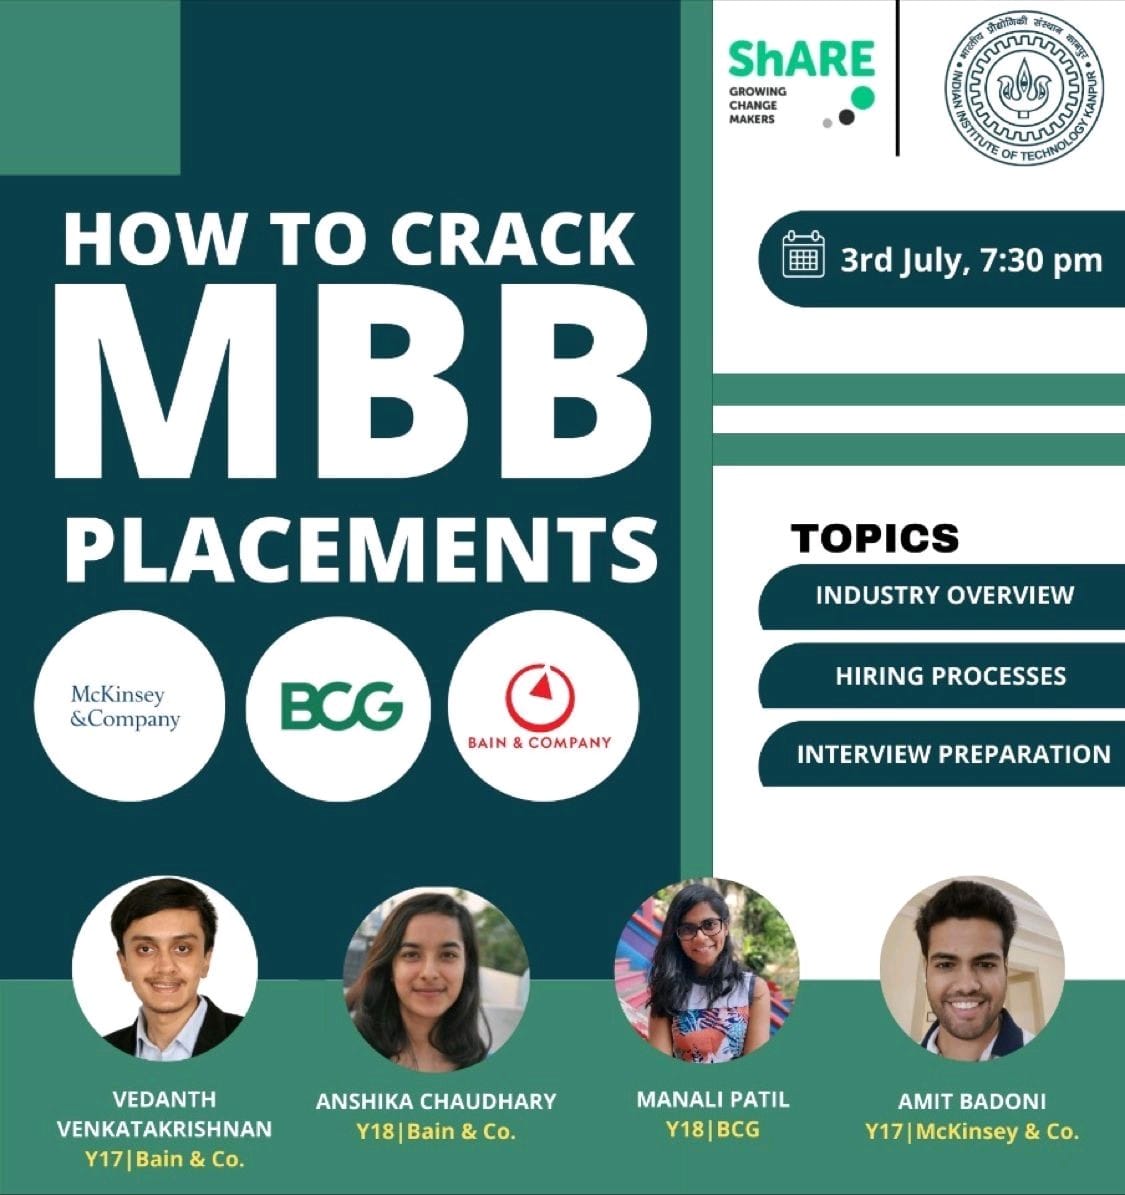 ShARE
GROWING
CHANGE
MAKERS
भारतीय प्रौद्योगिकी संस्थान कानपुर
INDIAN INSTITUTE OF TECHNOLOGY KANPUR
HOW TO CRACK
MBB
PLACEMENTS
3rd July, 7:30 pm
McKinsey
&Company
BCG
BAIN & COMPANY
TOPICS
INDUSTRY OVERVIEW
HIRING PROCESSES
INTERVIEW PREPARATION
VEDANTH
VENKATAKRISHNAN
Y17|Bain & Co.
ANSHIKA CHAUDHARY
Y18|Bain & Co.
MANALI PATIL
Y18|BCG
AMIT BADONI
Y17|McKinsey & Co.